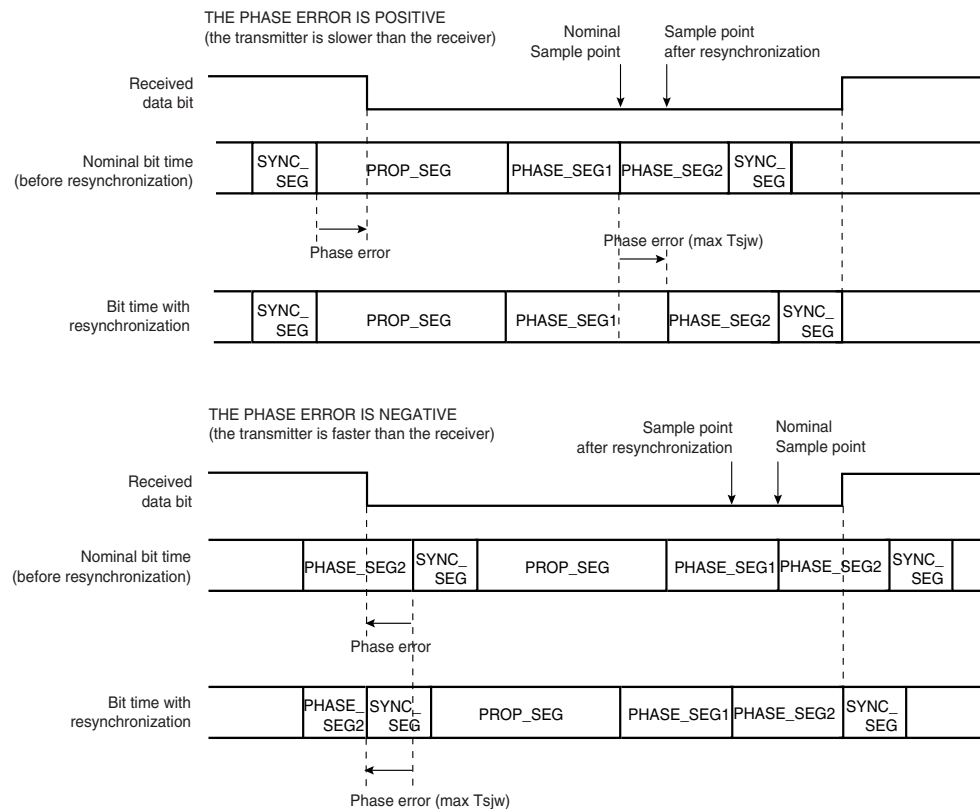 THE PHASE ERROR IS POSITIVE
(the transmitter is slower than the receiver)
Nominal
Sample point
Sample point
after resynchronization
Received
data bit
Nominal bit time
(before resynchronization)
SYNC_
SEG
PROP_SEG
PHASE_SEG1
PHASE_SEG2
SYNC_
SEG
Phase error
Phase error (max Tsjw)
Bit time with
resynchronization
SYNC_
SEG
PROP_SEG
PHASE_SEG1
PHASE_SEG2
SYNC_
SEG
THE PHASE ERROR IS NEGATIVE
(the transmitter is faster than the receiver)
Sample point
after resynchronization
Nominal
Sample point
Received
data bit
Nominal bit time
(before resynchronization)
PHASE_SEG2
SYNC_
SEG
PROP_SEG
PHASE_SEG1
PHASE_SEG2
SYNC_
SEG
Phase error
Bit time with
resynchronization
PHASE_
SEG2
SYNC_
SEG
PROP_SEG
PHASE_SEG1
PHASE_SEG2
SYNC_
SEG
Phase error (max Tsjw)